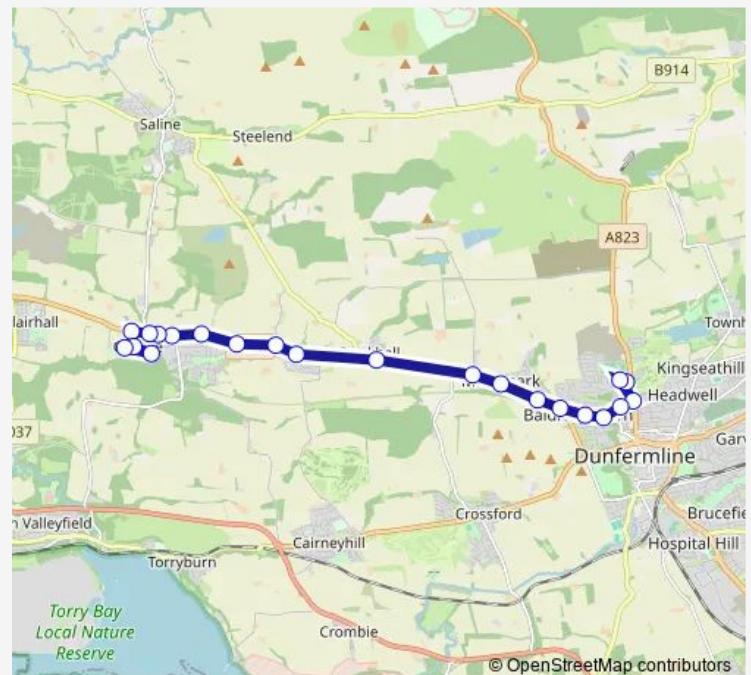 B914
Saline
Steelend
A823
lairhall
Townh
Kingseathill
Headwell
Dunfermline
Gar
037
Crossford
Brucefie
n Valleyfield
Cairneyhill
Hospital Hill
Torryburn
Torry Bay
Local Nature
Reserve
Crombie
© OpenStreetMap contributors